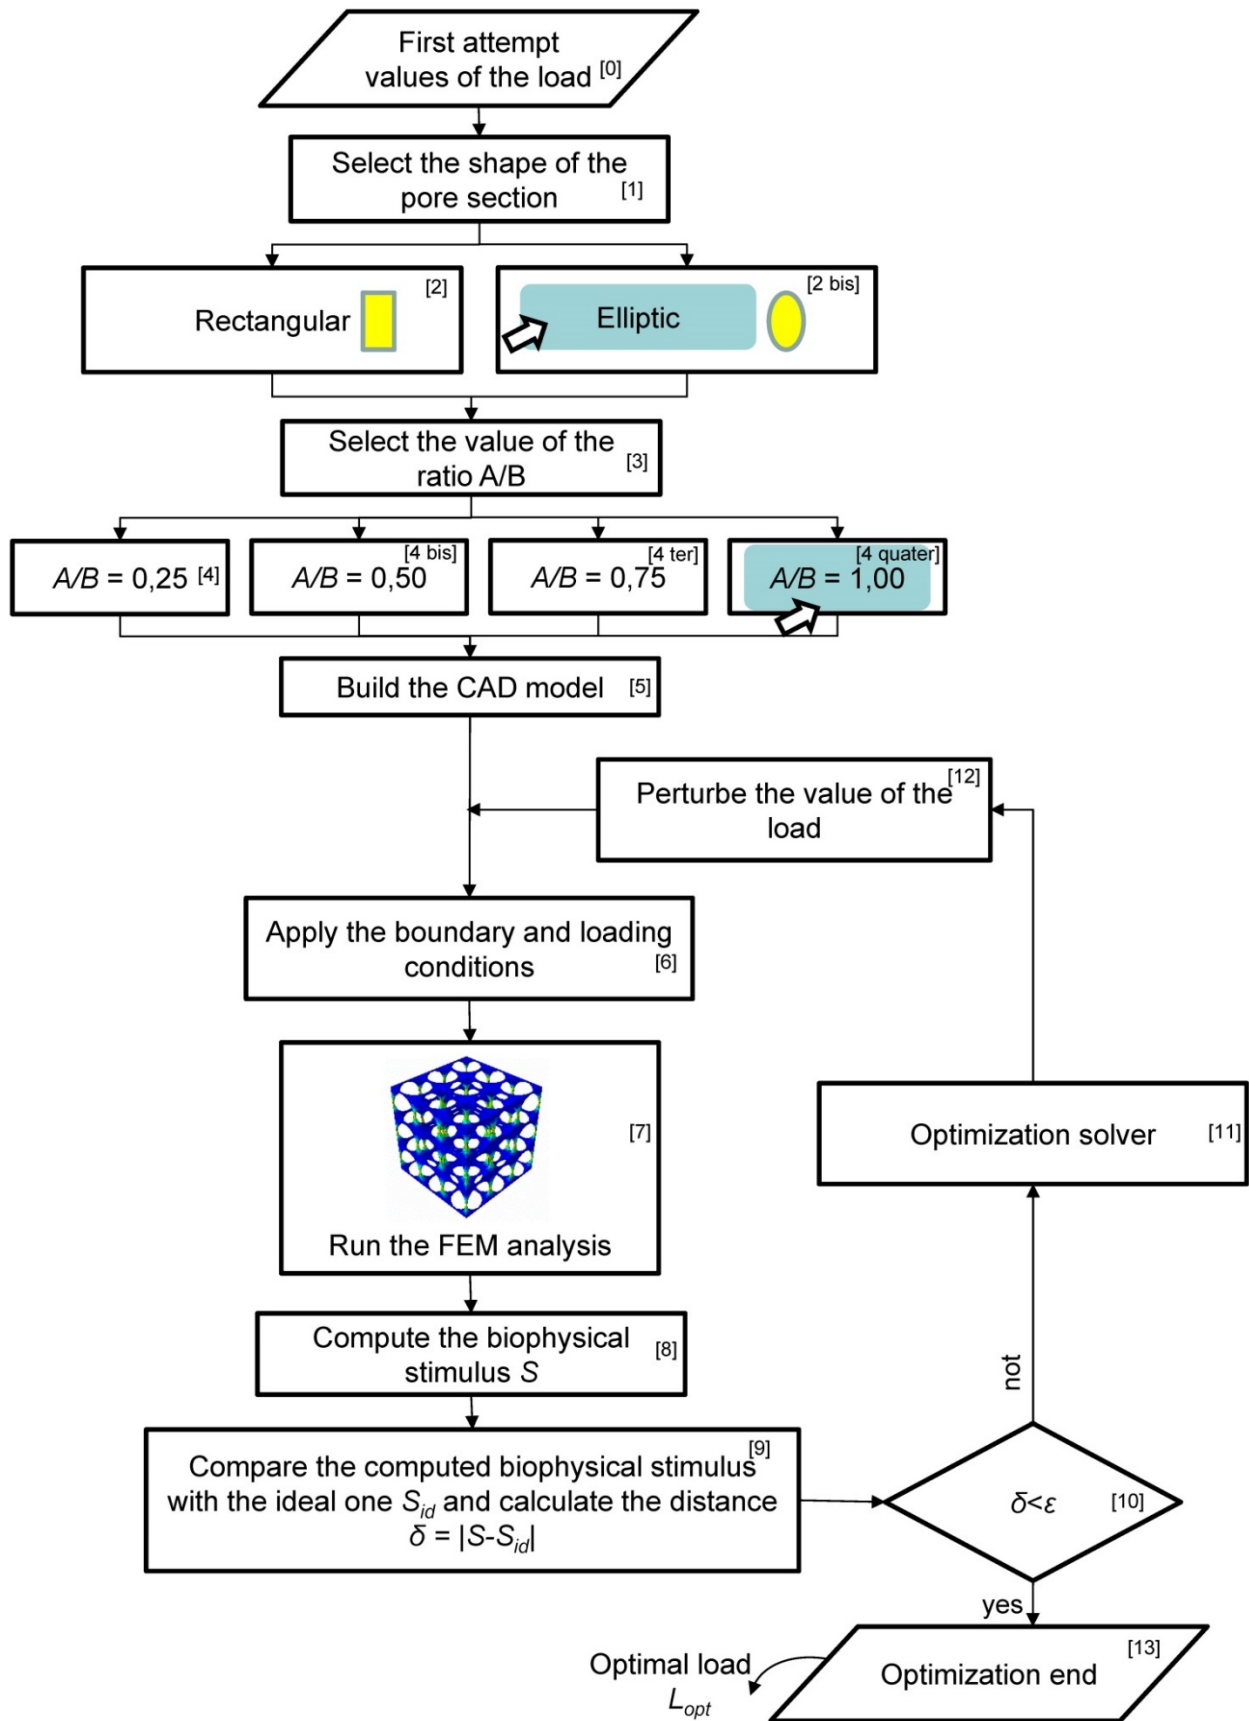 First attempt
values of the load [0]
Select the shape of the
pore section [1]
Rectangular [2]
[2 bis]
Elliptic
Select the value of the
ratio A/B [3]
A/B = 0,25 [4]
[4 bis]
A/B = 0,50
[4 ter]
A/B = 0,75
[4 quater]
A/B = 1,00
Build the CAD model [5]
[12]
Perturbe the value of the
load
Apply the boundary and loading
conditions [6]
[7]
Run the FEM analysis
Optimization solver [11]
Compute the biophysical
stimulus S [8]
not
[9]
Compare the computed biophysical stimulus
with the ideal one Sid and calculate the distance
δ = |S-Sid|
δ<ε [10]
yes
[13]
Optimization end
Optimal load
Lopt